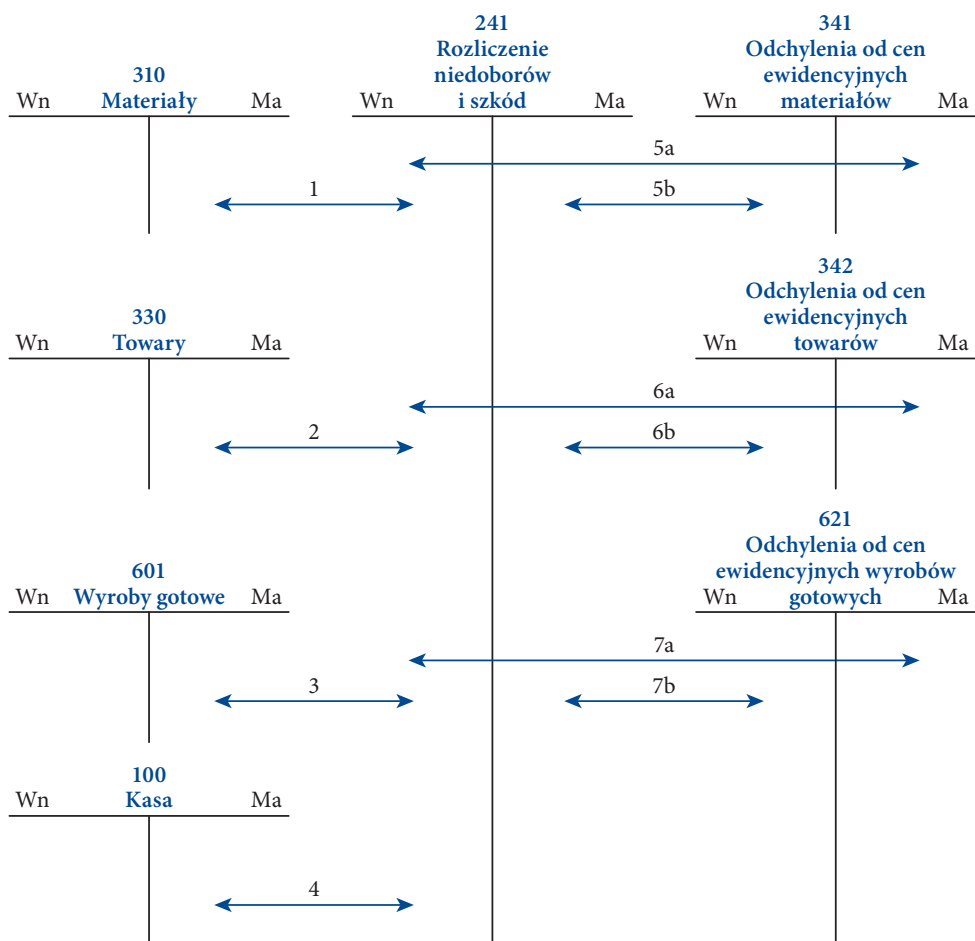 310
Materiały
Wn Ma
241
Rozliczenie
niedoborów
i szkód
Wn Ma
341
Odchylenia od cen
ewidencyjnych
materiałów
Wn Ma
5a
1
5b
330
Towary
Wn Ma
342
Odchylenia od cen
ewidencyjnych
towarów
Wn Ma
6a
2
6b
601
Wyroby gotowe
Wn Ma
621
Odchylenia od cen
ewidencyjnych wyrobów
gotowych
Wn Ma
7a
3
7b
100
Kasa
Wn Ma
4